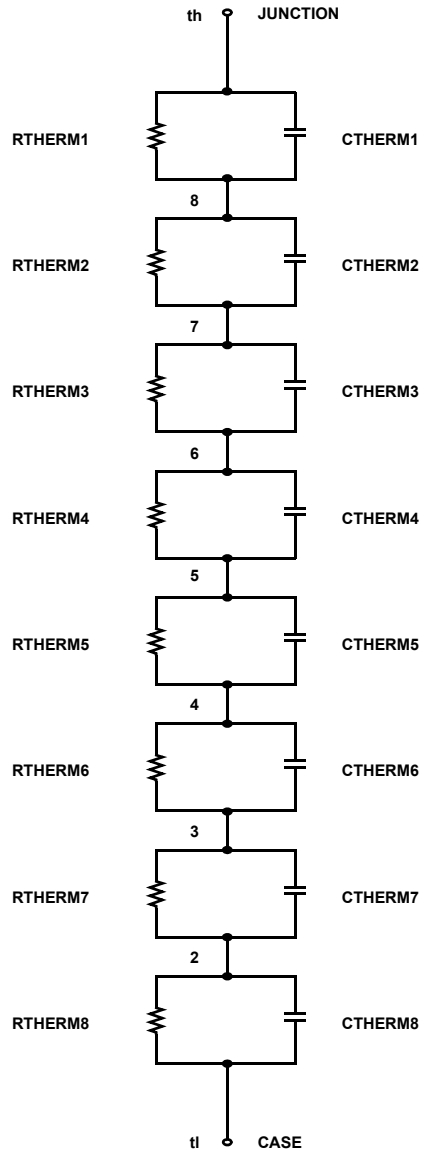 th JUNCTION
RTHERM1 CTHERM1
8
RTHERM2 CTHERM2
7
RTHERM3 CTHERM3
6
RTHERM4 CTHERM4
5
RTHERM5 CTHERM5
4
RTHERM6 CTHERM6
3
RTHERM7 CTHERM7
2
RTHERM8 CTHERM8
tl CASE